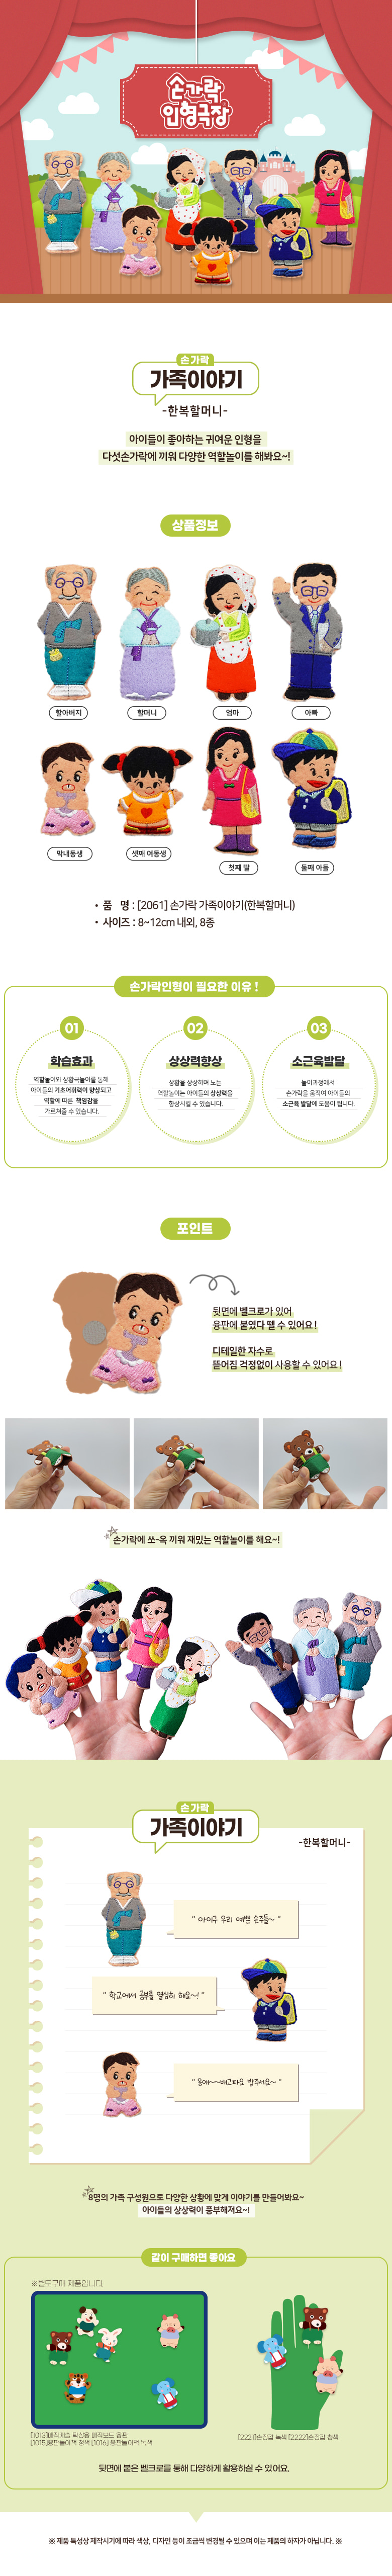 손가락
인형극장
손가락
가족이야기
-한복할머니-
아이들이 좋아하는 귀여운 인형을
다섯손가락에 끼워 다양한 역할놀이를 해봐요~!
상품정보
할아버지
할머니
엄마
아빠
막내동생
셋째 여동생
첫째 딸
둘째 아들
• 품 명 : [2061] 손가락 가족이야기(한복할머니)
• 사이즈 : 8~12cm 내외, 8종
손가락인형이 필요한 이유 !
01
학습효과
역할놀이와 상황극놀이를 통해
아이들의 기초어휘력이 향상되고
역할에 따른 책임감을
가르쳐줄 수 있습니다.
02
상상력향상
상황을 상상하며 노는
역할놀이는 아이들의 상상력을
향상시킬 수 있습니다.
03
소근육발달
놀이과정에서
손가락을 움직여 아이들의
소근육 발달에 도움이 됩니다.
포인트
뒷면에 벨크로가 있어
융판에 붙였다 뗄 수 있어요 !
디테일한 자수로
뜯어짐 걱정없이 사용할 수 있어요 !
손가락에 쏘-옥 끼워 재밌는 역할놀이를 해요~!
손가락
가족이야기
-한복할머니-
" 아이구 우리 예쁜 손주들~ "
" 학교에서 공부를 열심히 해요~! "
" 응애~~배고파요 밥주세요~ "
8명의 가족 구성원으로 다양한 상황에 맞게 이야기를 만들어봐요~
아이들의 상상력이 풍부해져요~!
같이 구매하면 좋아요
※별도구매 제품입니다.
[1013]매직캐슬 탁상용 매직보드 융판
[1015]융판놀이책 청색 [1016] 융판놀이책 녹색
[2221]손장갑 녹색 [2222]손장갑 청색
뒷면에 붙은 벨크로를 통해 다양하게 활용하실 수 있어요.
※ 제품 특성상 제작시기에 따라 색상, 디자인 등이 조금씩 변경될 수 있으며 이는 제품의 하자가 아닙니다. ※